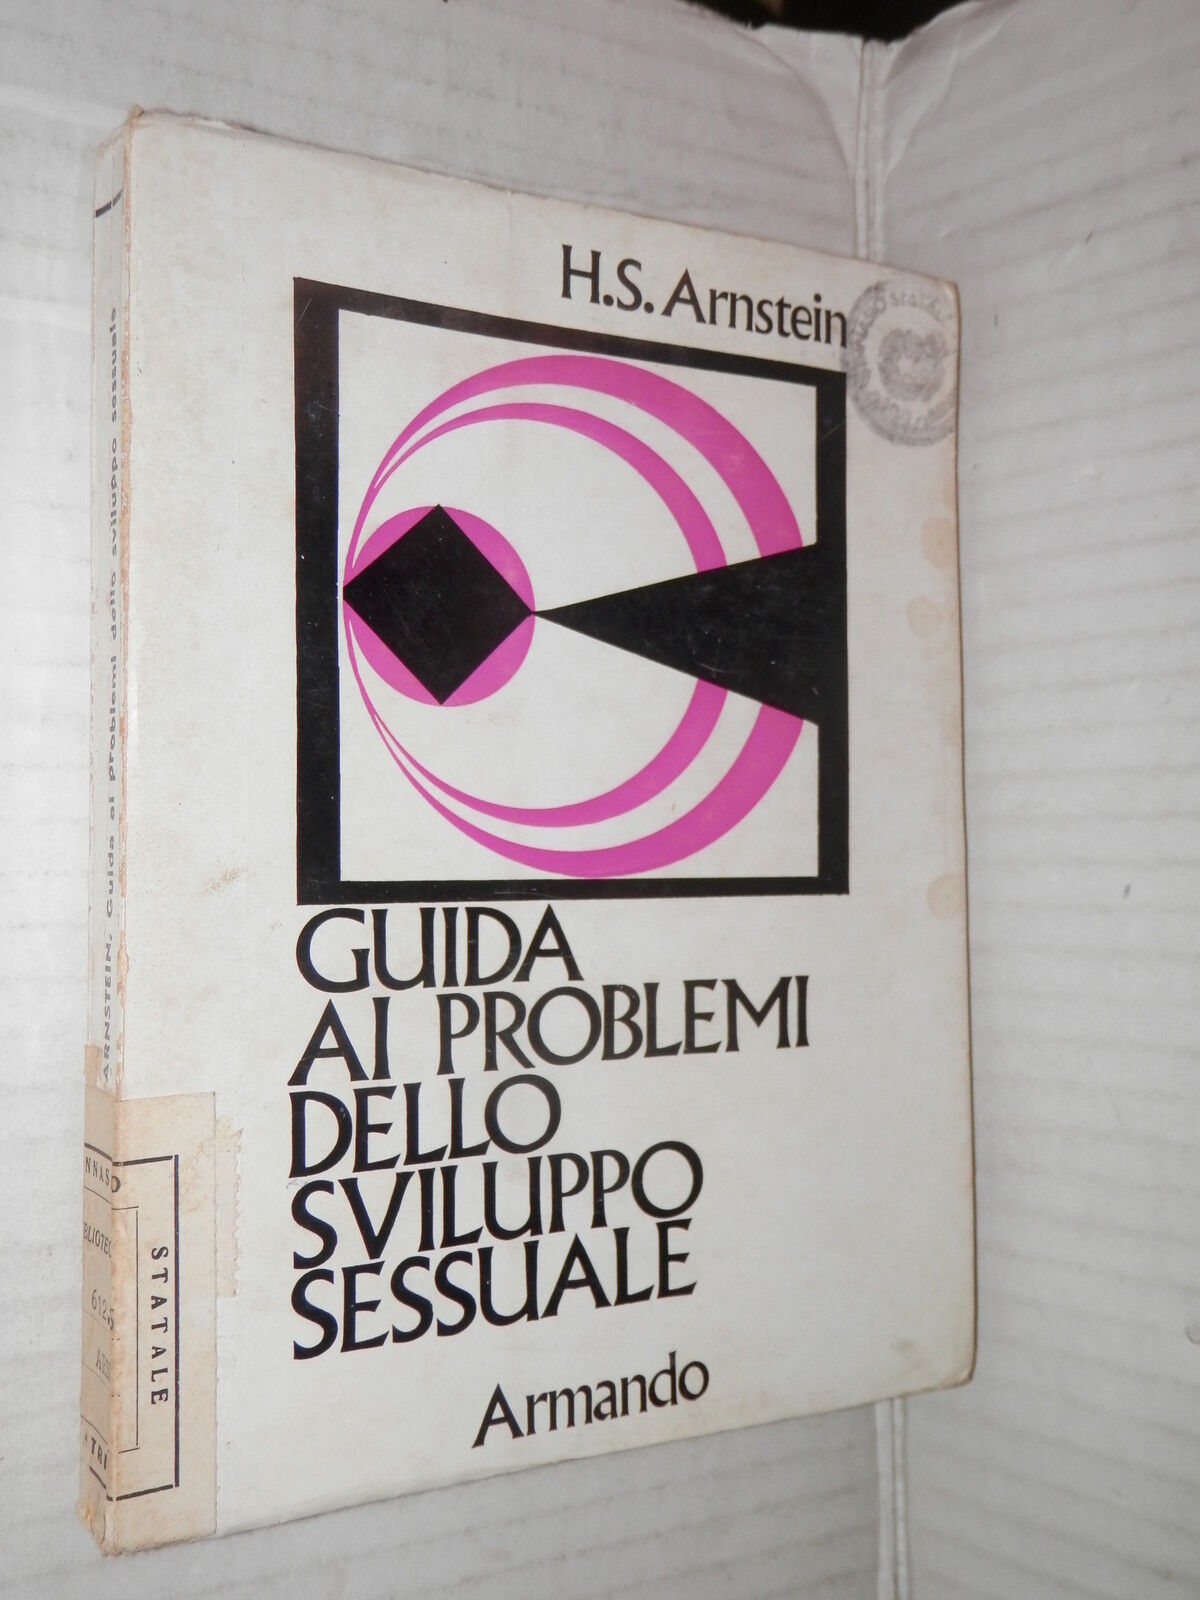 H.S. Arnstein
GUIDA
AI PROBLEMI
DELLO
SVILUPPO
SESSUALE
Armando
ARNSTEIN. Guida ai problemi dello sviluppo sessuale
STATALE